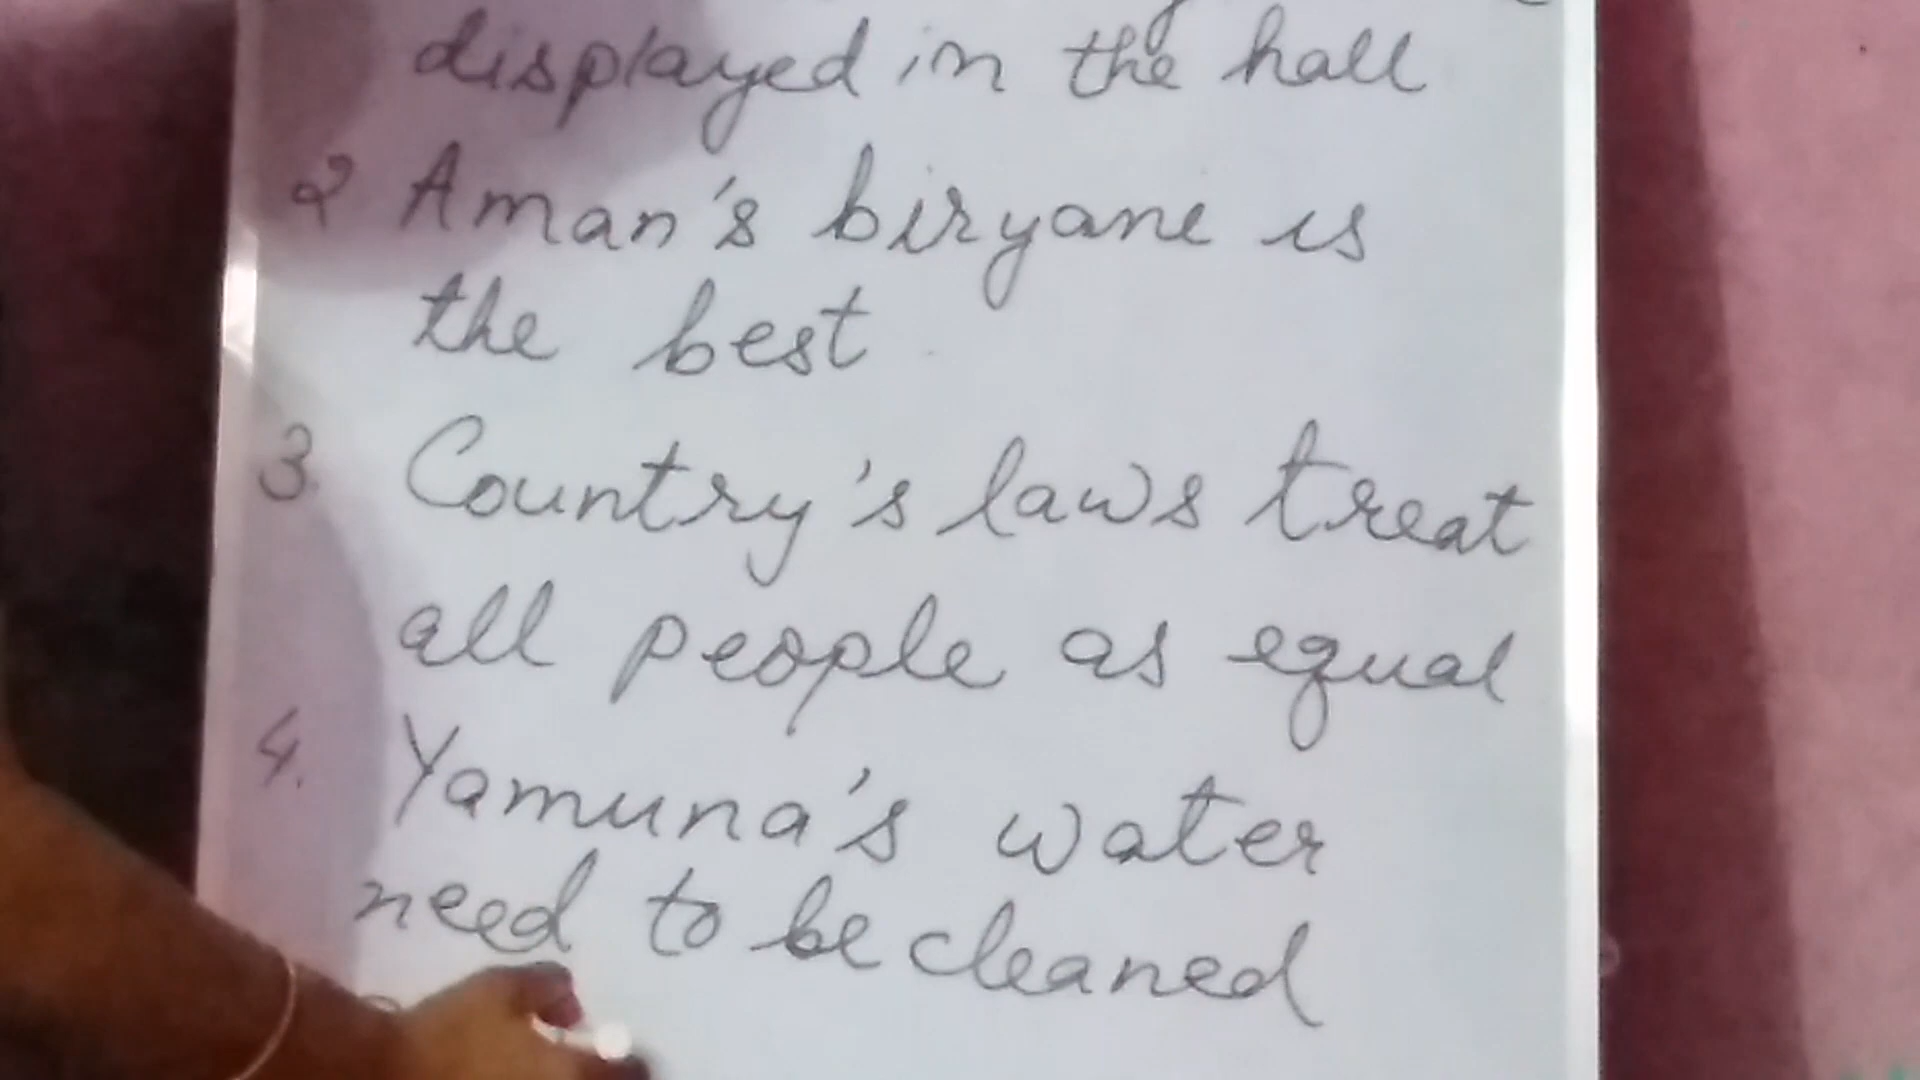 displayed in the hall
2 Aman's biryane is
the best
3. Country's laws treat
all people as equal
4. Yamuna's water
need to be cleaned